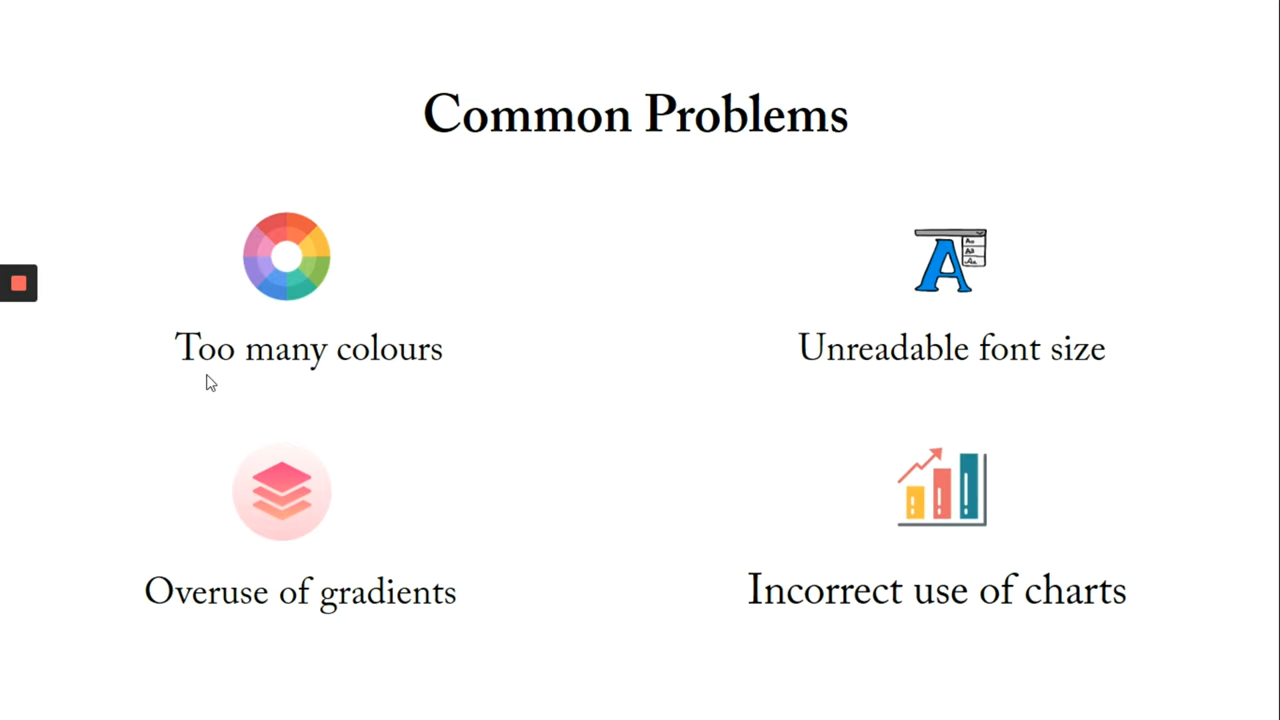 Common Problems
Too many colours
Unreadable font size
Overuse of gradients
Incorrect use of charts